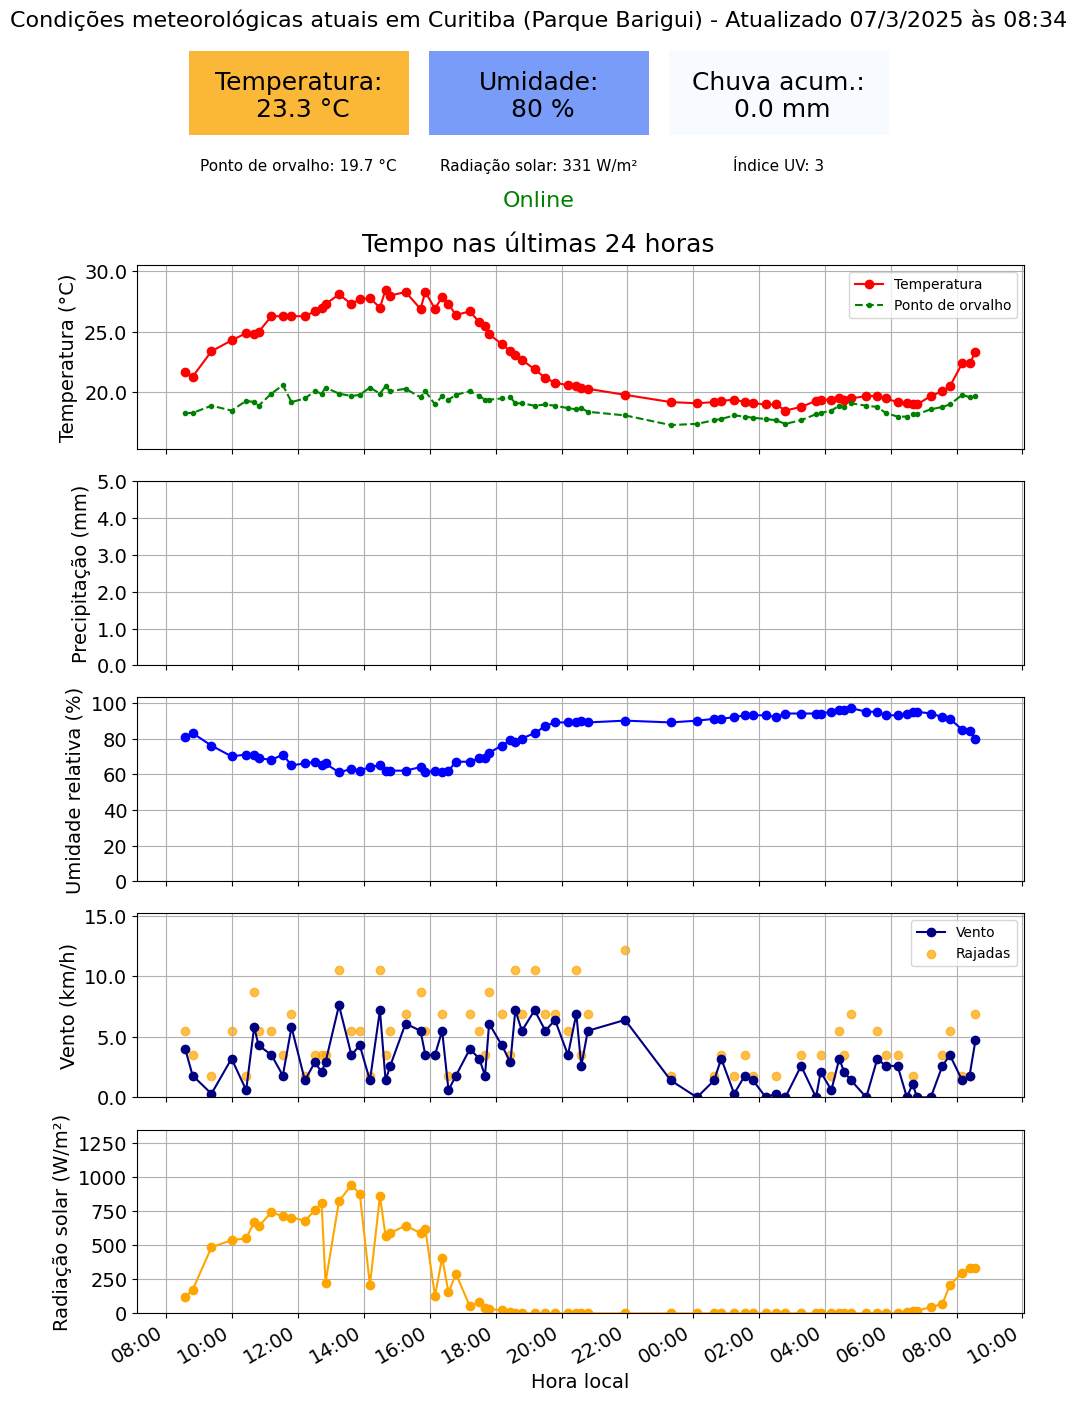 Condições meteorológicas atuais em Curitiba (Parque Barigui) - Atualizado 07/3/2025 às 08:34
Temperatura:
23.3 °C
Umidade:
80 %
Chuva acum.:
0.0 mm
Ponto de orvalho: 19.7 °C
Radiação solar: 331 W/m²
Índice UV: 3
Online
Tempo nas últimas 24 horas
Temperatura (°C)
30.0
25.0
20.0
Temperatura
Ponto de orvalho
Precipitação (mm)
5.0
4.0
3.0
2.0
1.0
0.0
Umidade relativa (%)
100
80
60
40
20
0
Vento (km/h)
15.0
10.0
5.0
0.0
Vento
Rajadas
Radiação solar (W/m²)
1250
1000
750
500
250
0
08:00
10:00
12:00
14:00
16:00
18:00
20:00
22:00
00:00
02:00
04:00
06:00
08:00
10:00
Hora local